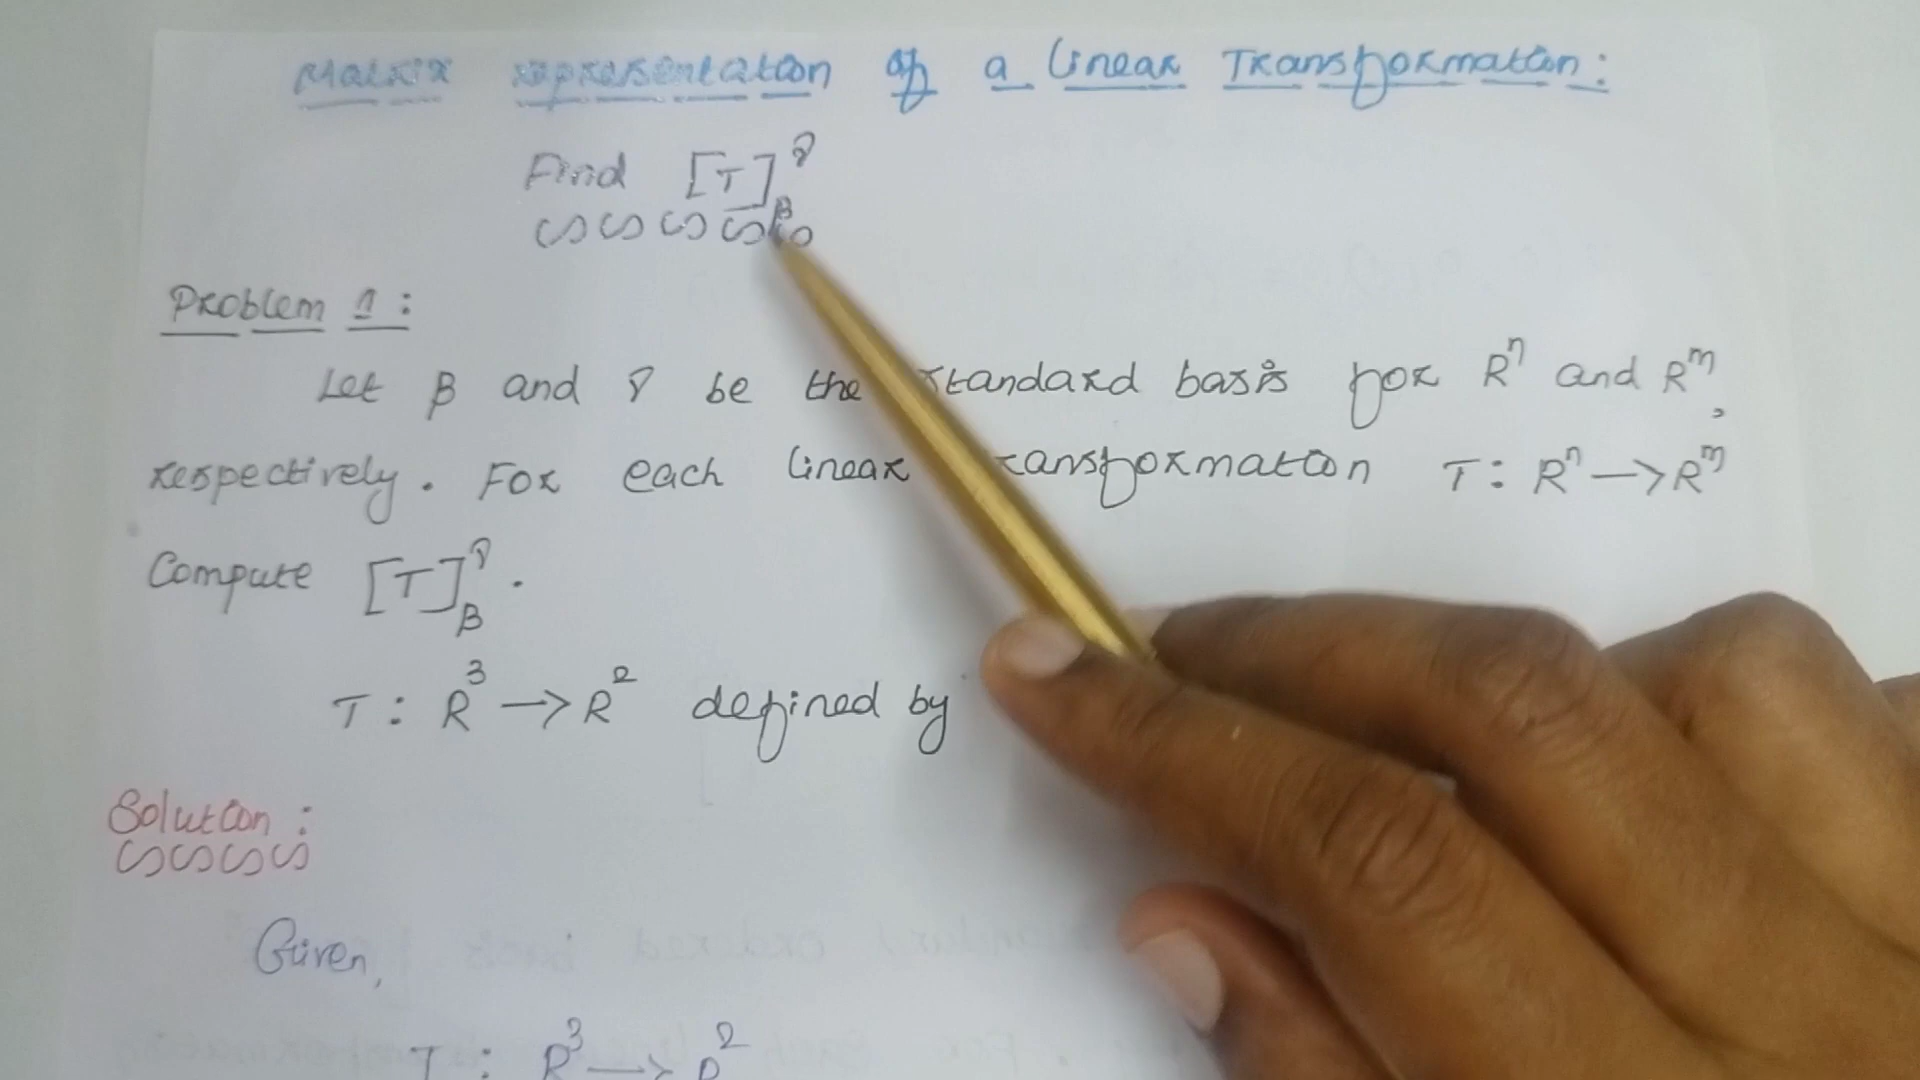 Matrix representation of a linear Transformation:
Find [T]^γ_β
Problem 1:
Let β and γ be the standard basis for R^n and R^m,
respectively. For each linear transformation T: R^n → R^m
Compute [T]^γ_β.
T: R^3 → R^2 defined by
Solution:
Given,
T: R^3 → R^2